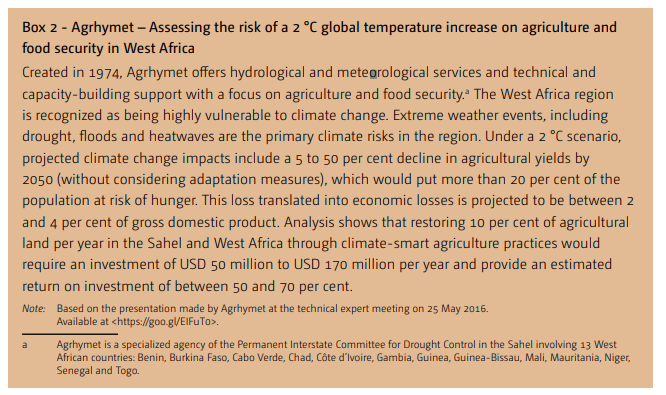 Box 2 - Agrhymet – Assessing the risk of a 2 °C global temperature increase on agriculture and
food security in West Africa
Created in 1974, Agrhymet offers hydrological and meteorological services and technical and
capacity-building support with a focus on agriculture and food security.ª The West Africa region
is recognized as being highly vulnerable to climate change. Extreme weather events, including
drought, floods and heatwaves are the primary climate risks in the region. Under a 2 °C scenario,
projected climate change impacts include a 5 to 50 per cent decline in agricultural yields by
2050 (without considering adaptation measures), which would put more than 20 per cent of the
population at risk of hunger. This loss translated into economic losses is projected to be between 2
and 4 per cent of gross domestic product. Analysis shows that restoring 10 per cent of agricultural
land per year in the Sahel and West Africa through climate-smart agriculture practices would
require an investment of USD 50 million to USD 170 million per year and provide an estimated
return on investment of between 50 and 70 per cent.
Note: Based on the presentation made by Agrhymet at the technical expert meeting on 25 May 2016.
Available at <https://goo.gl/EIFuTo>.
a Agrhymet is a specialized agency of the Permanent Interstate Committee for Drought Control in the Sahel involving 13 West
African countries: Benin, Burkina Faso, Cabo Verde, Chad, Côte d'Ivoire, Gambia, Guinea, Guinea-Bissau, Mali, Mauritania, Niger,
Senegal and Togo.